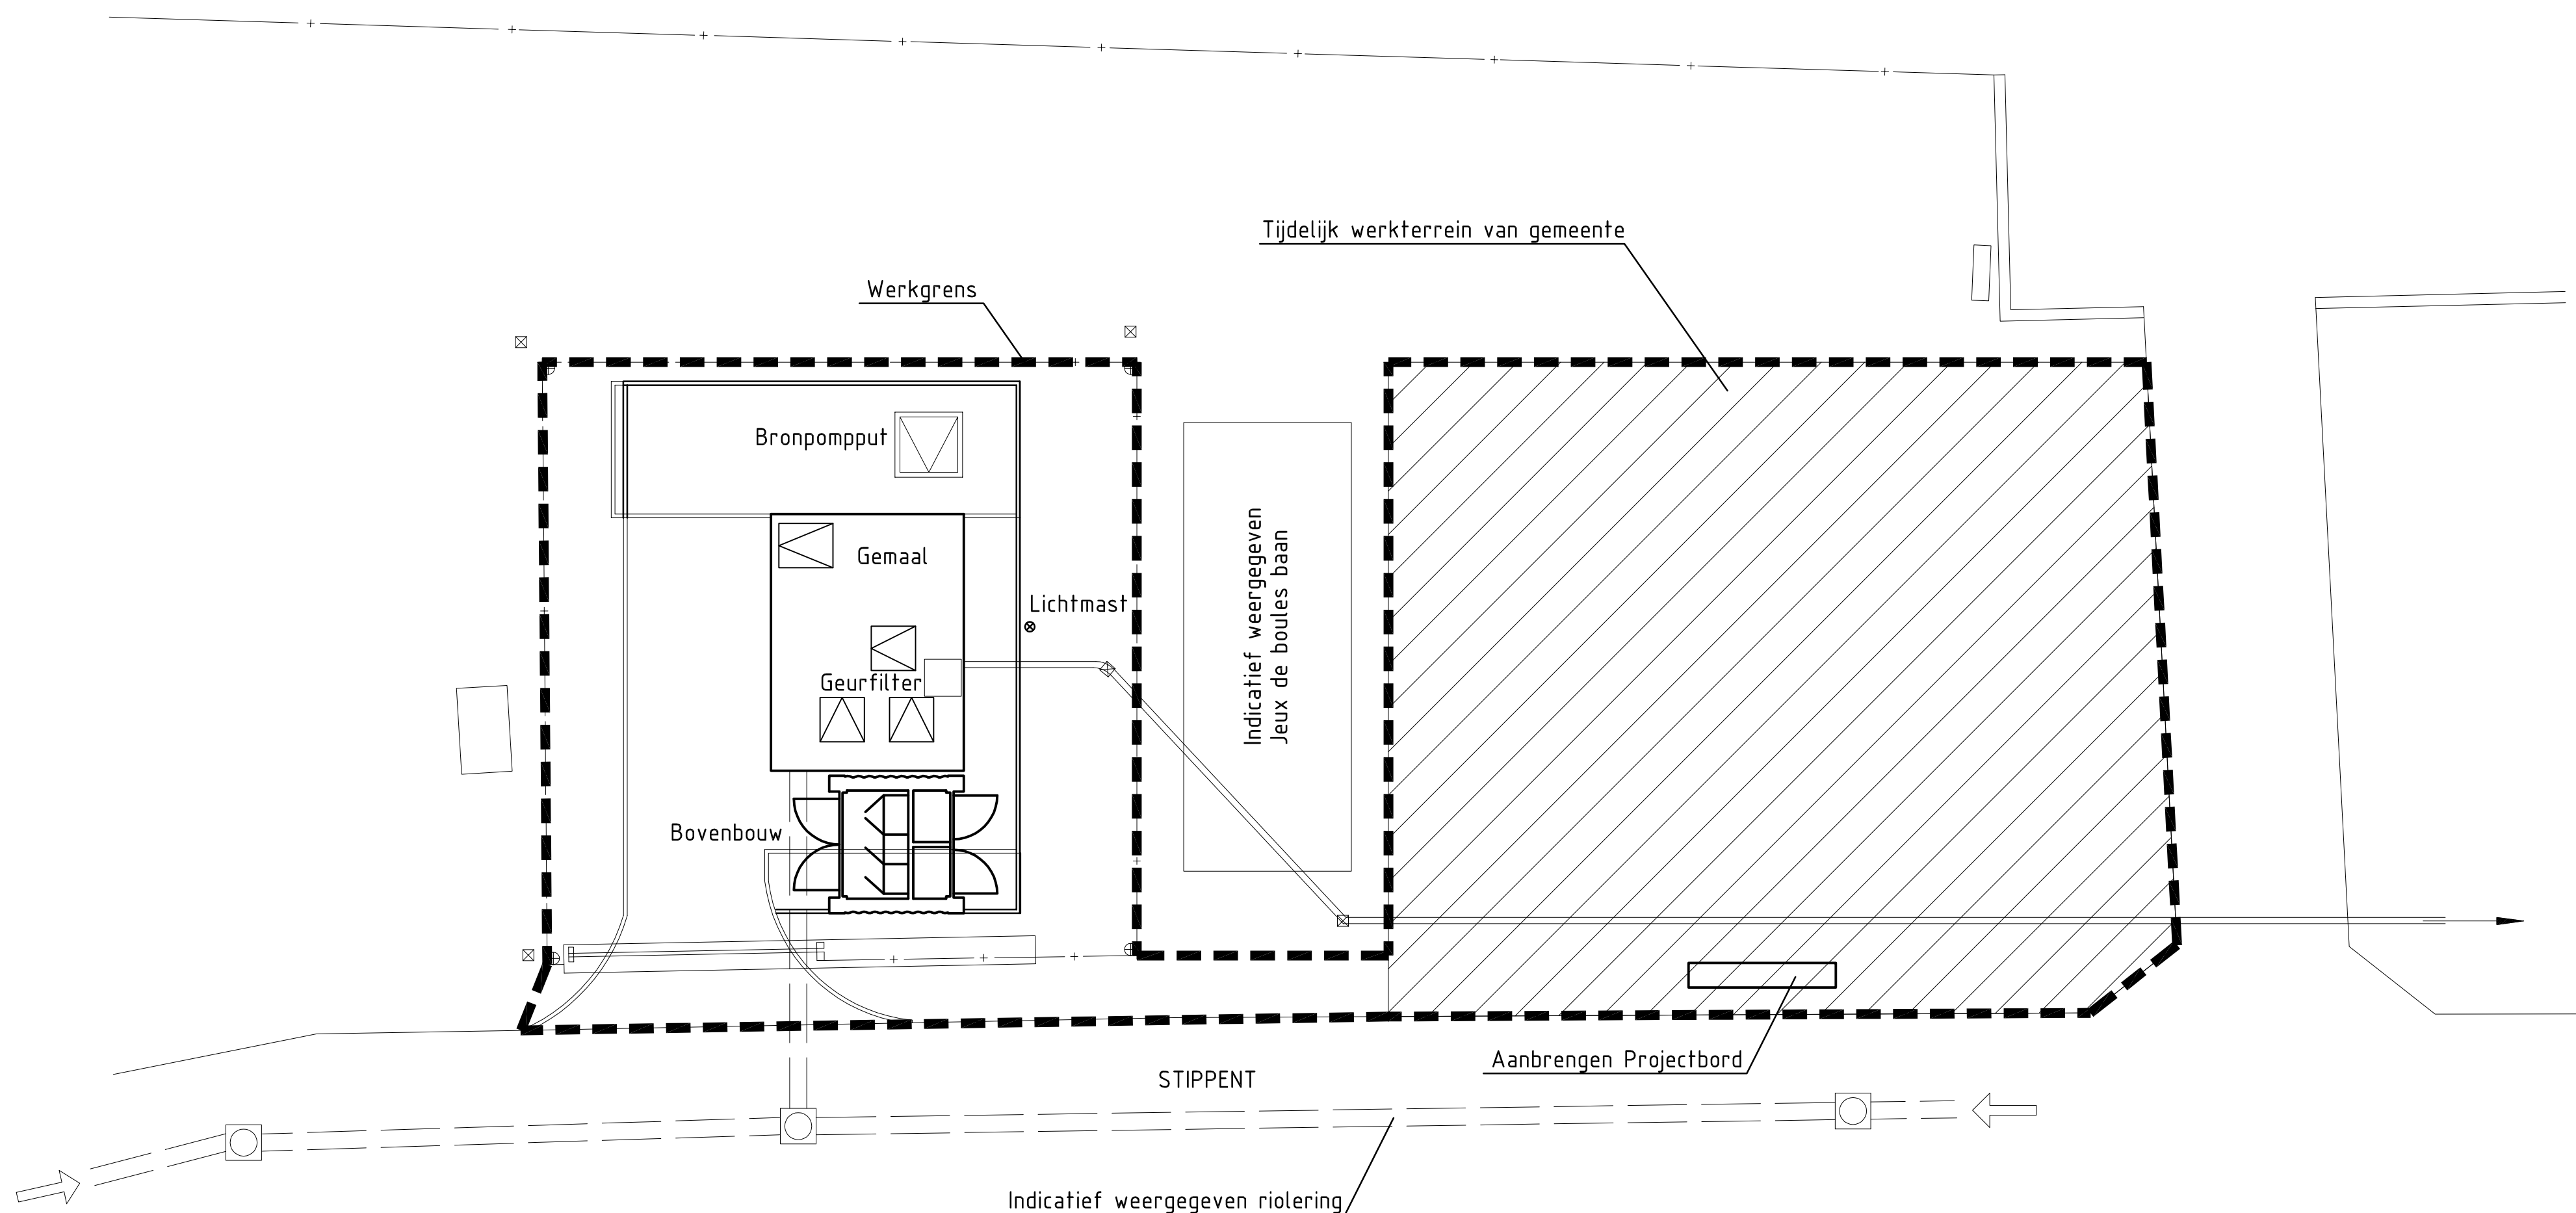 Tijdelijk werkterrein van gemeente
Werkgrens
Bronpompput
Gemaal
Lichtmast
Indicatief weergegeven
Jeux de boules baan
Geurfilter
Bovenbouw
Aanbrengen Projectbord
STIPPENT
Indicatief weergegeven riolering